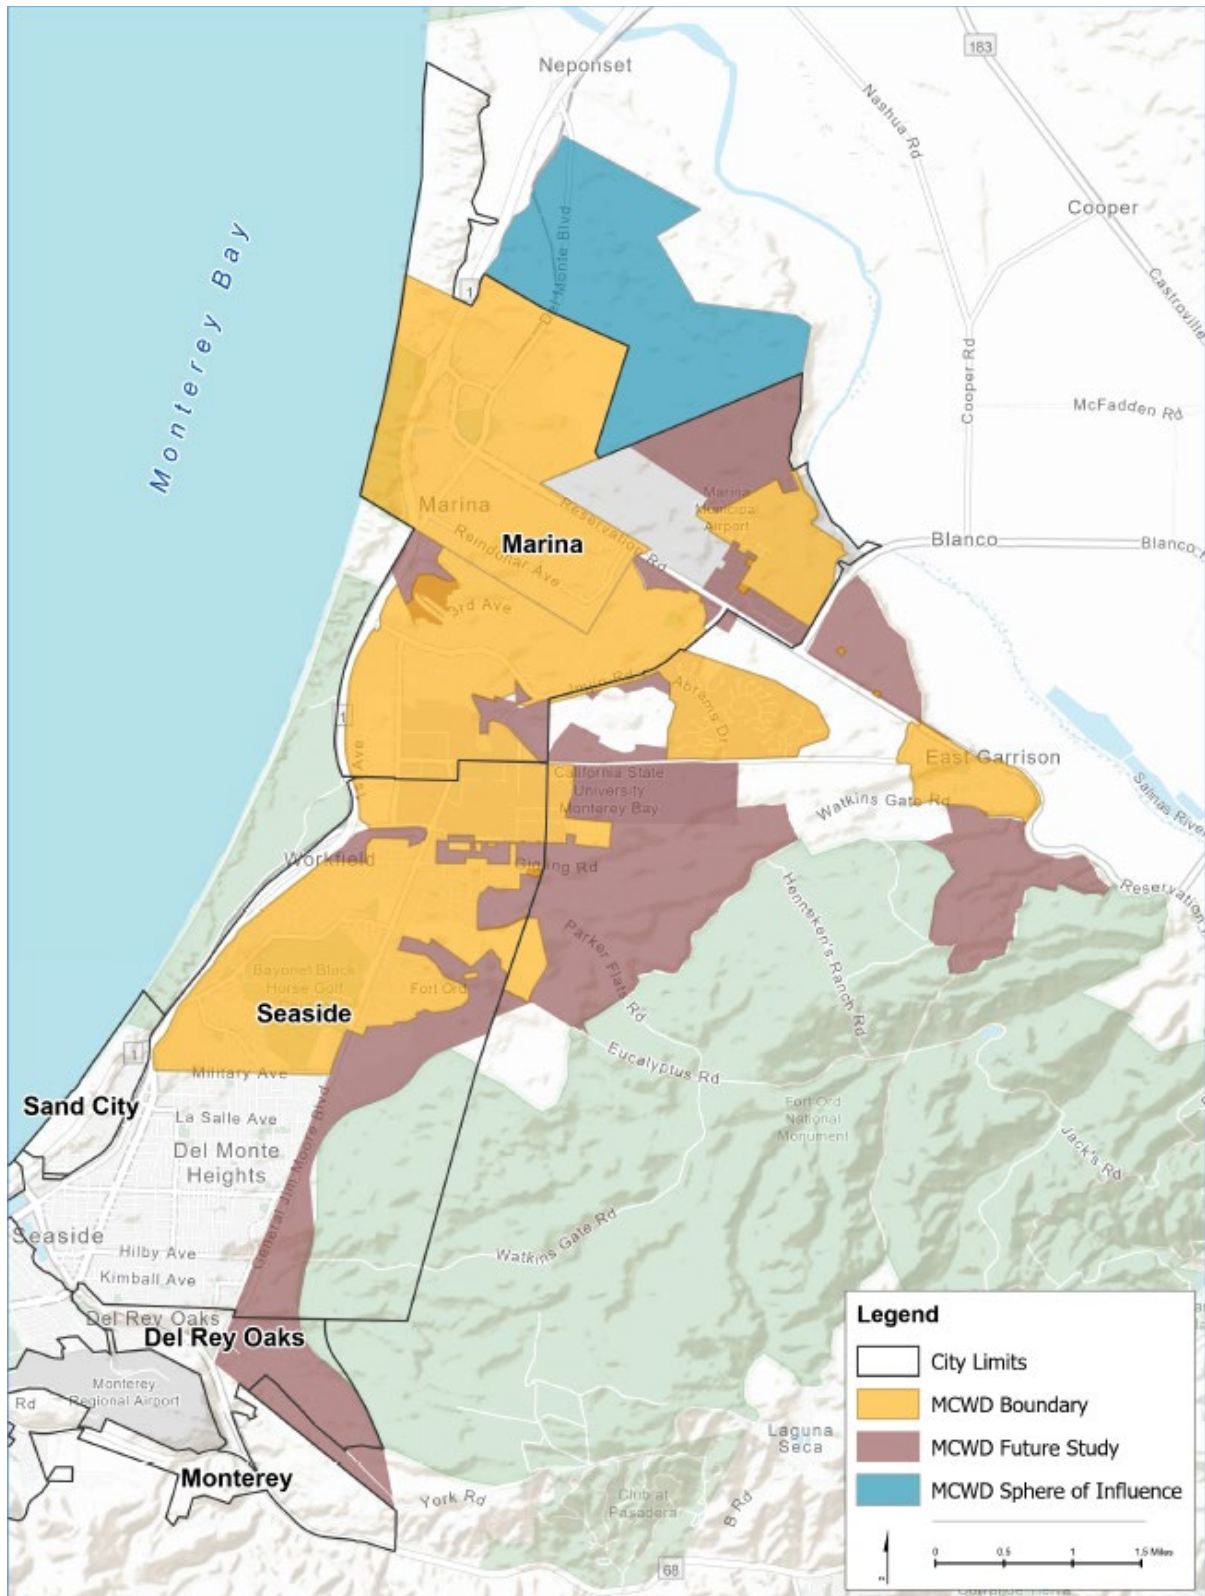 183
Neponset
Nashua Rd
Cooper
Castroville
Monterey Bay
Del Monte Blvd
1
Cooper Rd
McFadden Rd
Marina
Marina
Municipal
Airport
Reservation Rd
Marina
Reindollar Ave
Blanco
Blanco
3rd Ave
Imjin Rd
Abrams Dr
1
Ave
East Garrison
California State
University
Monterey Bay
Watkins Gate Rd
Salinas River
Workfield
Gigling Rd
Reservation
Henneken's Ranch Rd
Parker Flats Rd
Bayonet Black
Horse Golf
Fort Ord
Seaside
Eucalyptus Rd
1
Military Ave
Sand City
La Salle Ave
Fort Ord
National
Monument
Jack's Rd
Del Monte
Heights
General Jim Moore Blvd
Seaside
Hilby Ave
Watkins Gate Rd
Kimball Ave
Del Rey Oaks
Del Rey Oaks
Monterey
Regional Airport
Rd
Monterey
York Rd
Laguna
Seca
Club at
Pasadera
B Rd
68
Legend
City Limits
MCWD Boundary
MCWD Future Study
MCWD Sphere of Influence
0 0.5 1 1.5 Miles